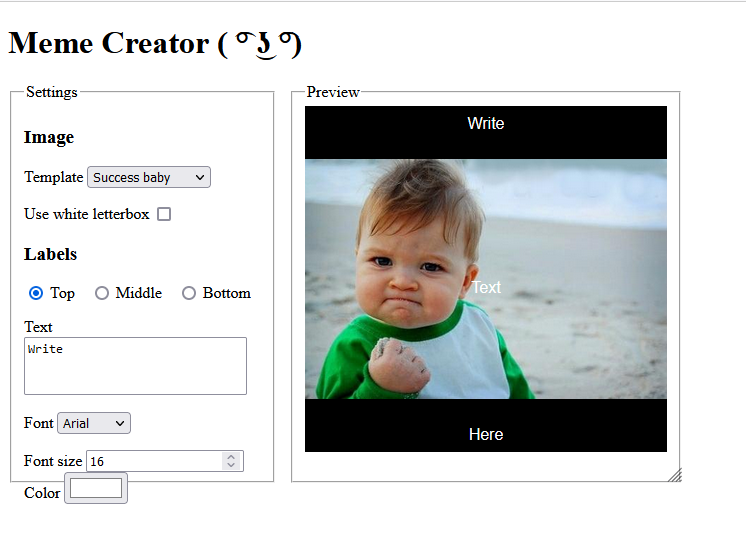 Meme Creator ( ͡° ͜ʖ ͡°)
Settings
Image
Template Success baby
Use white letterbox
Labels
Top Middle Bottom
Text
Write
Font Arial
Font size 16
Color
Preview
Write
Text
Here